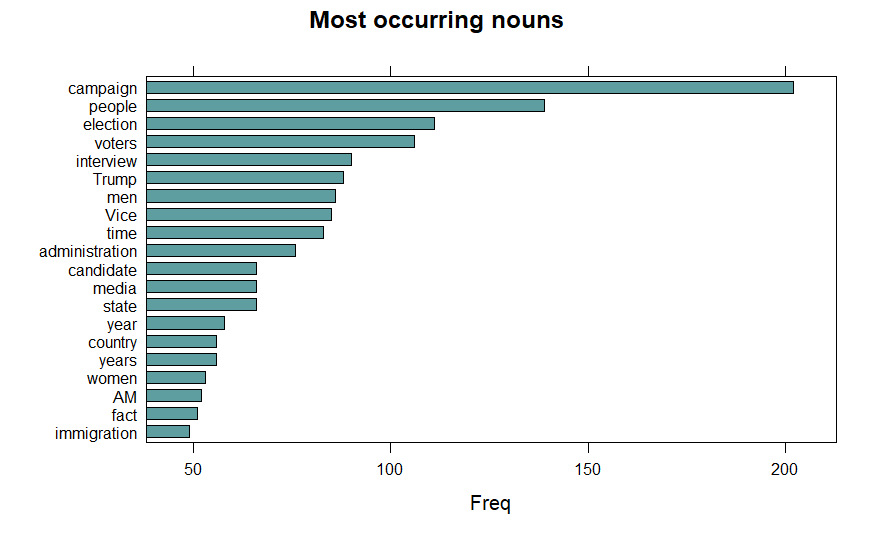 Most occurring nouns
campaign
people
election
voters
interview
Trump
men
Vice
time
administration
candidate
media
state
year
country
years
women
AM
fact
immigration
50 100 150 200
Freq